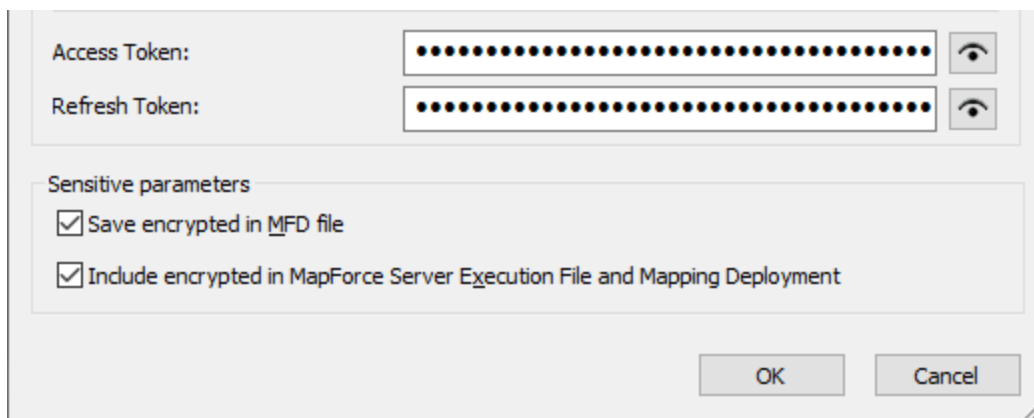 Access Token:
Refresh Token:
Sensitive parameters
Save encrypted in MFD file
Include encrypted in MapForce Server Execution File and Mapping Deployment
OK Cancel